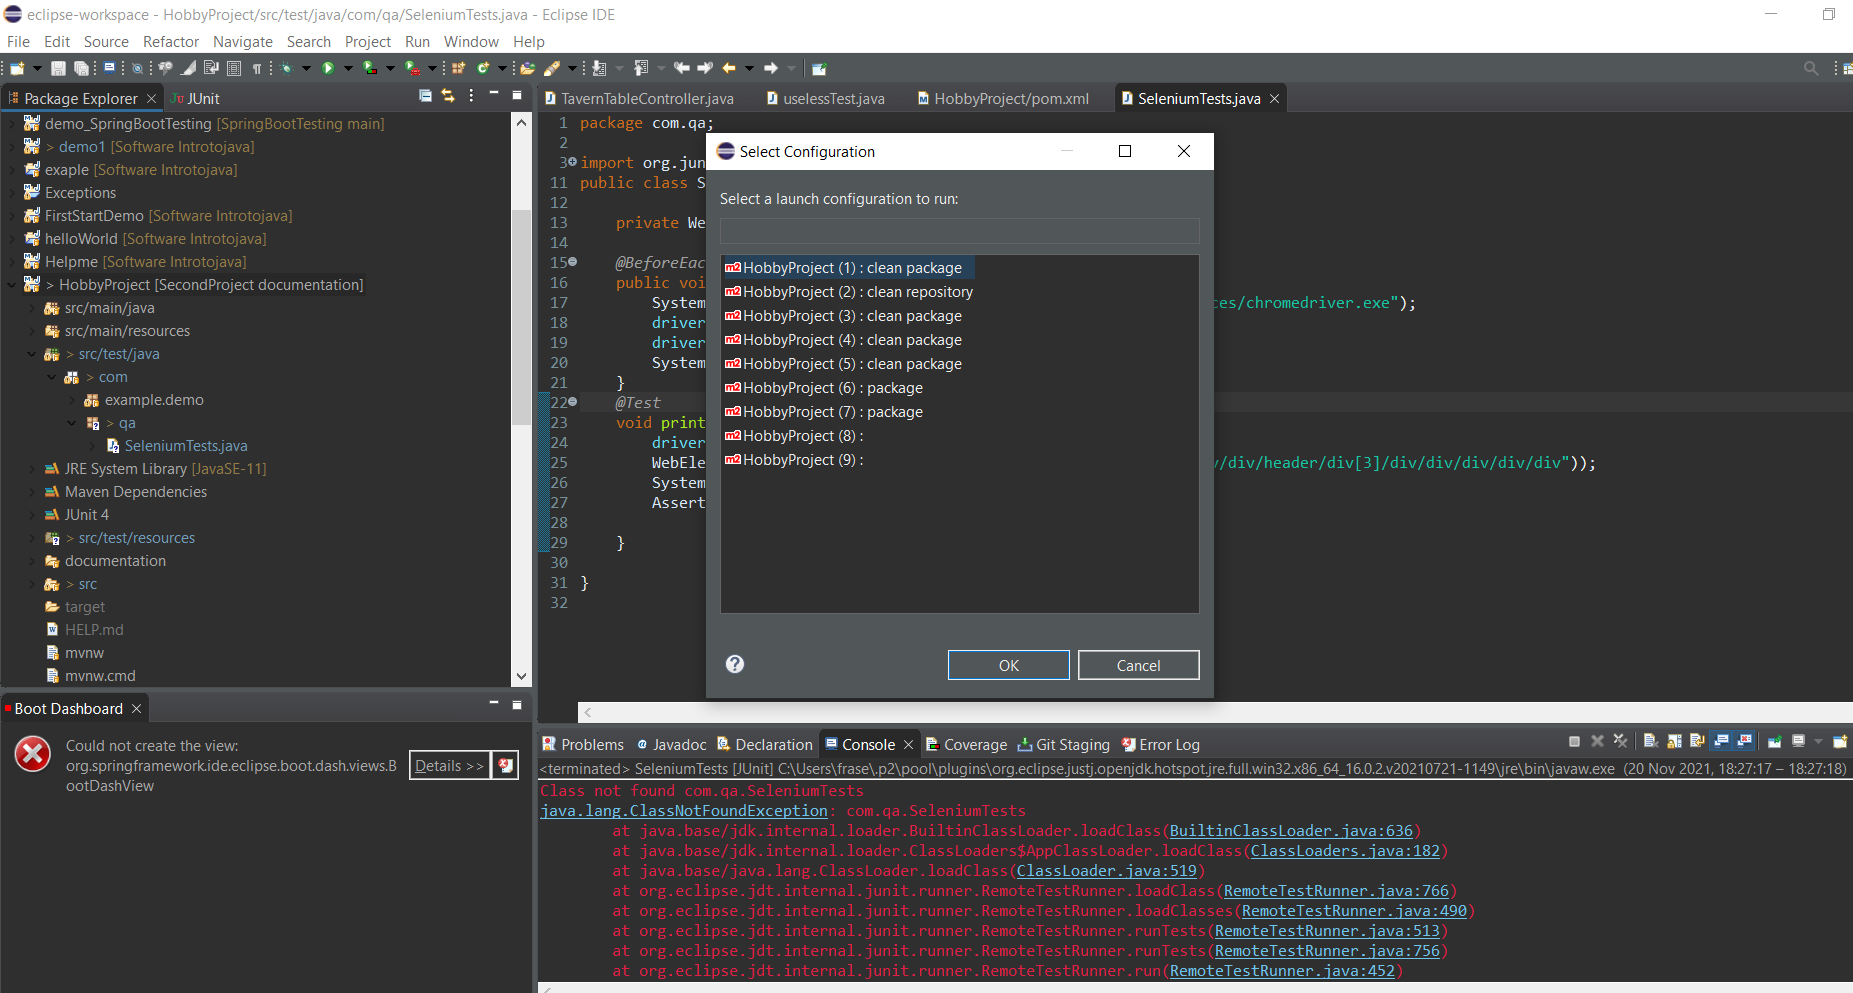 eclipse-workspace - HobbyProject/src/test/java/com/qa/SeleniumTests.java - Eclipse IDE
File Edit Source Refactor Navigate Search Project Run Window Help
Package Explorer
JUnit
demo_SpringBootTesting [SpringBootTesting main]
> demo1 [Software Introtojava]
exaple [Software Introtojava]
Exceptions
FirstStartDemo [Software Introtojava]
helloWorld [Software Introtojava]
Helpme [Software Introtojava]
> HobbyProject [SecondProject documentation]
src/main/java
src/main/resources
> src/test/java
> com
example.demo
> qa
SeleniumTests.java
JRE System Library [JavaSE-11]
Maven Dependencies
JUnit 4
> src/test/resources
documentation
> src
target
HELP.md
mvnw
mvnw.cmd
Boot Dashboard
Could not create the view:
org.springframework.ide.eclipse.boot.dash.views.B
ootDashView
Details >>
TavernTableController.java uselessTest.java HobbyProject/pom.xml SeleniumTests.java
1 package com.qa;
2
3 import org.jun
11 public class S
12
13 private We
14
15 @BeforeEac
16 public voi
17 System ces/chromedriver.exe");
18 driver
19 driver
20 System
21 }
22 @Test
23 void print
24 driver
25 WebEle /div/header/div[3]/div/div/div/div/div"));
26 System
27 Assert
28
29 }
30
31 }
32
Select Configuration
Select a launch configuration to run:
m2 HobbyProject (1) : clean package
m2 HobbyProject (2) : clean repository
m2 HobbyProject (3) : clean package
m2 HobbyProject (4) : clean package
m2 HobbyProject (5) : clean package
m2 HobbyProject (6) : package
m2 HobbyProject (7) : package
m2 HobbyProject (8) :
m2 HobbyProject (9) :
OK Cancel
Problems @ Javadoc Declaration Console Coverage Git Staging Error Log
<terminated> SeleniumTests [JUnit] C:\Users\frase\.p2\pool\plugins\org.eclipse.justj.openjdk.hotspot.jre.full.win32.x86_64_16.0.2.v20210721-1149\jre\bin\javaw.exe (20 Nov 2021, 18:27:17 – 18:27:18)
Class not found com.qa.SeleniumTests
java.lang.ClassNotFoundException: com.qa.SeleniumTests
at java.base/jdk.internal.loader.BuiltinClassLoader.loadClass(BuiltinClassLoader.java:636)
at java.base/jdk.internal.loader.ClassLoaders$AppClassLoader.loadClass(ClassLoaders.java:182)
at java.base/java.lang.ClassLoader.loadClass(ClassLoader.java:519)
at org.eclipse.jdt.internal.junit.runner.RemoteTestRunner.loadClass(RemoteTestRunner.java:766)
at org.eclipse.jdt.internal.junit.runner.RemoteTestRunner.loadClasses(RemoteTestRunner.java:490)
at org.eclipse.jdt.internal.junit.runner.RemoteTestRunner.runTests(RemoteTestRunner.java:513)
at org.eclipse.jdt.internal.junit.runner.RemoteTestRunner.runTests(RemoteTestRunner.java:756)
at org.eclipse.jdt.internal.junit.runner.RemoteTestRunner.run(RemoteTestRunner.java:452)